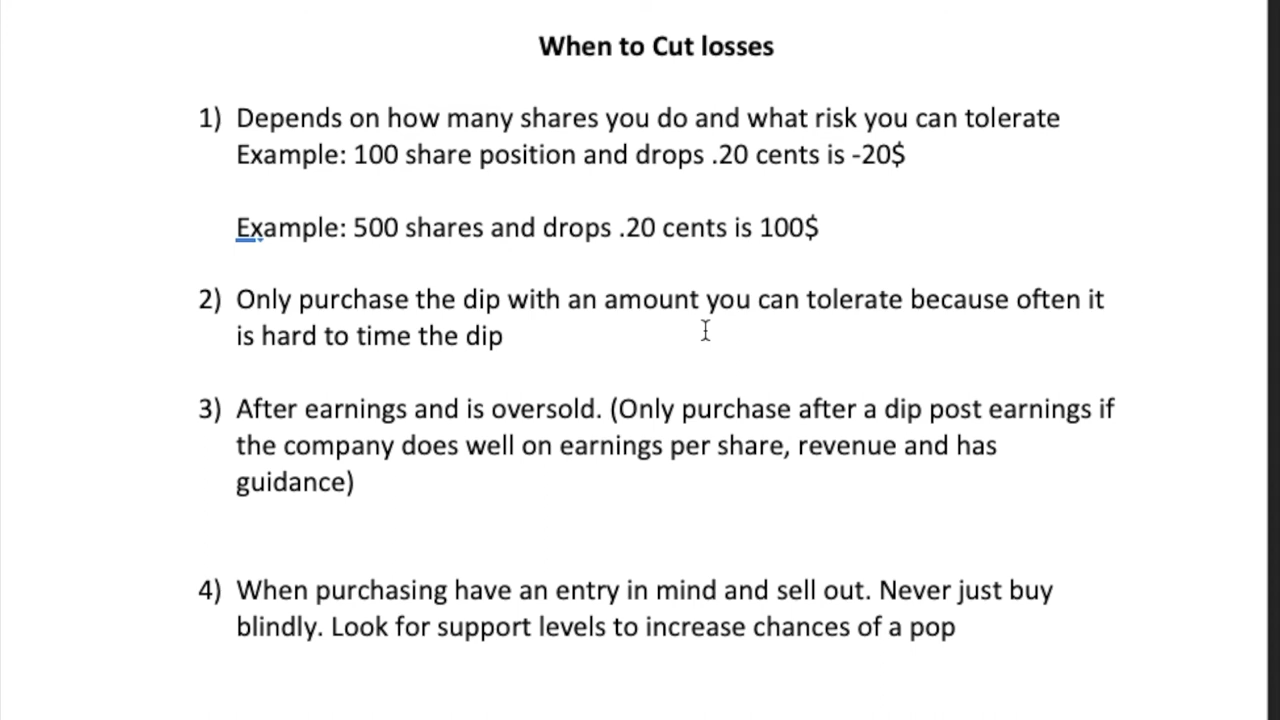 When to Cut losses
1) Depends on how many shares you do and what risk you can tolerate
Example: 100 share position and drops .20 cents is -20$
Example: 500 shares and drops .20 cents is 100$
2) Only purchase the dip with an amount you can tolerate because often it
is hard to time the dip
3) After earnings and is oversold. (Only purchase after a dip post earnings if
the company does well on earnings per share, revenue and has
guidance)
4) When purchasing have an entry in mind and sell out. Never just buy
blindly. Look for support levels to increase chances of a pop